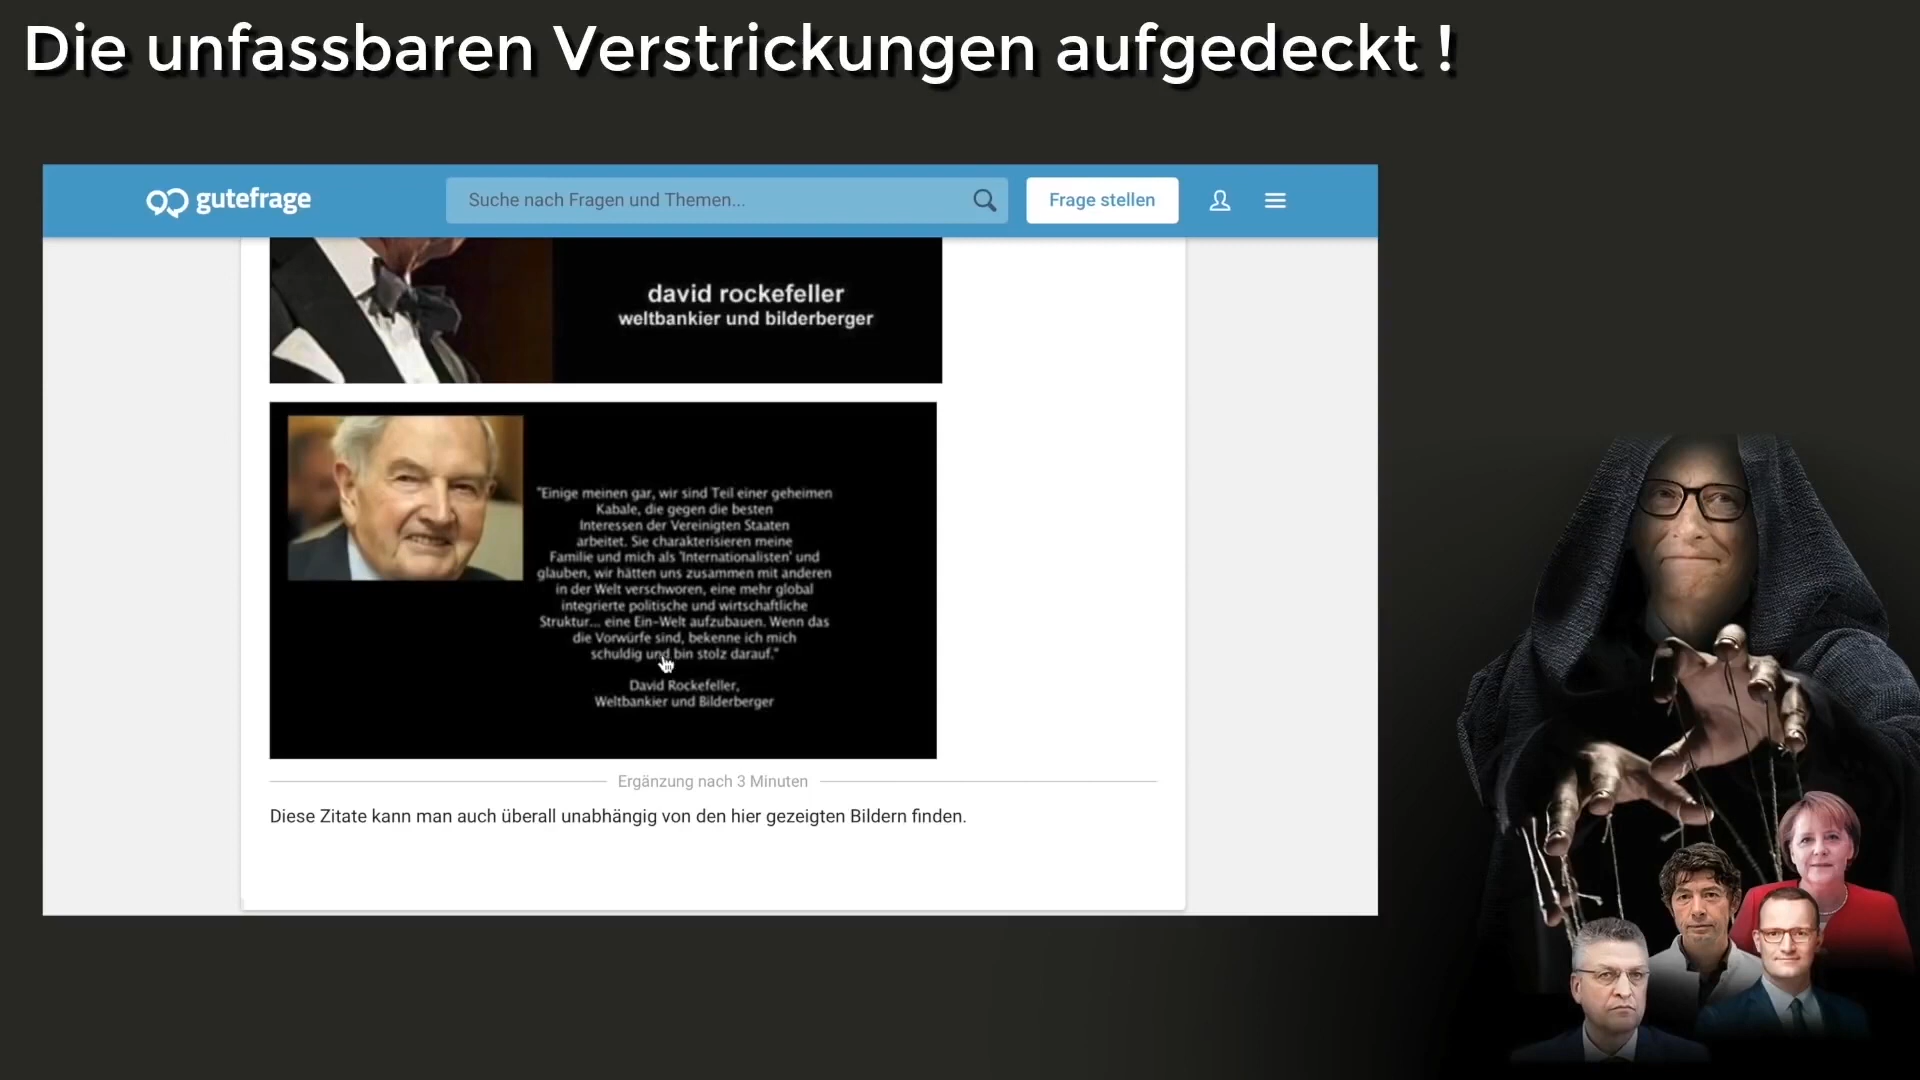 Die unfassbaren Verstrickungen aufgedeckt !
gutefrage
Suche nach Fragen und Themen...
Frage stellen
david rockefeller
weltbankier und bilderberger
"Einige meinen gar, wir sind Teil einer geheimen
Kabale, die gegen die besten
Interessen der Vereinigten Staaten
arbeitet. Sie charakterisieren meine
Familie und mich als 'Internationalisten' und
glauben, wir hätten uns zusammen mit anderen
in der Welt verschworen, eine mehr global
integrierte politische und wirtschaftliche
Struktur... eine Ein-Welt aufzubauen. Wenn das
die Vorwürfe sind, bekenne ich mich
schuldig und bin stolz darauf."
David Rockefeller,
Weltbankier und Bilderberger
Ergänzung nach 3 Minuten
Diese Zitate kann man auch überall unabhängig von den hier gezeigten Bildern finden.